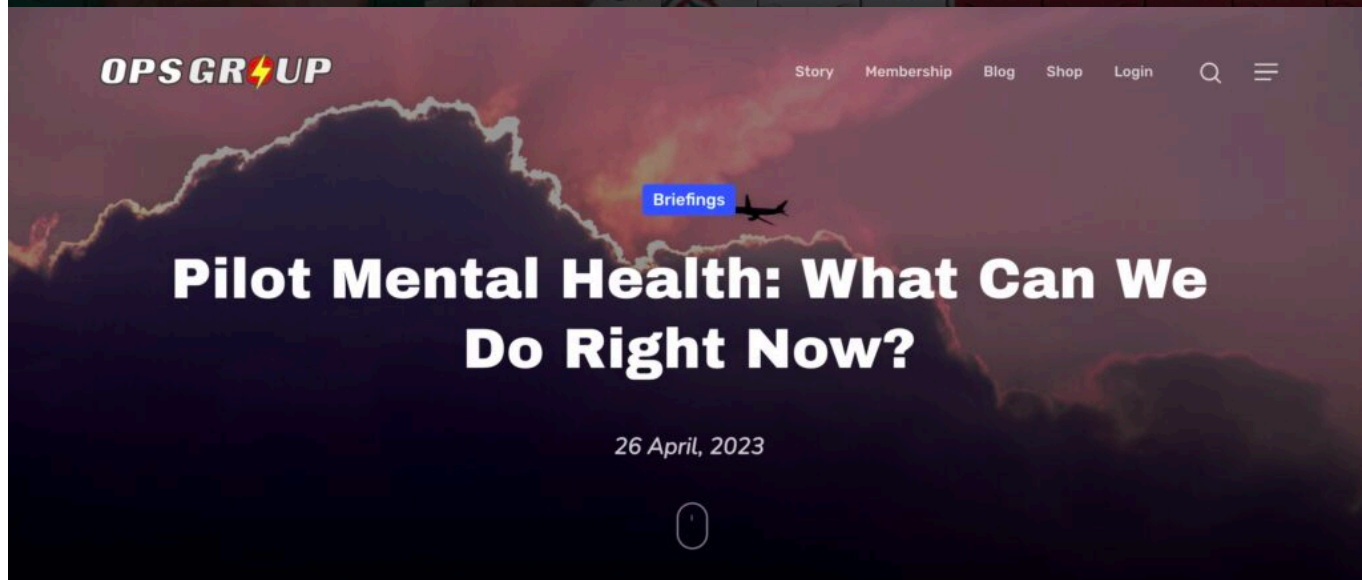 OPSGROUP
Story Membership Blog Shop Login
Briefings
Pilot Mental Health: What Can We
Do Right Now?
26 April, 2023